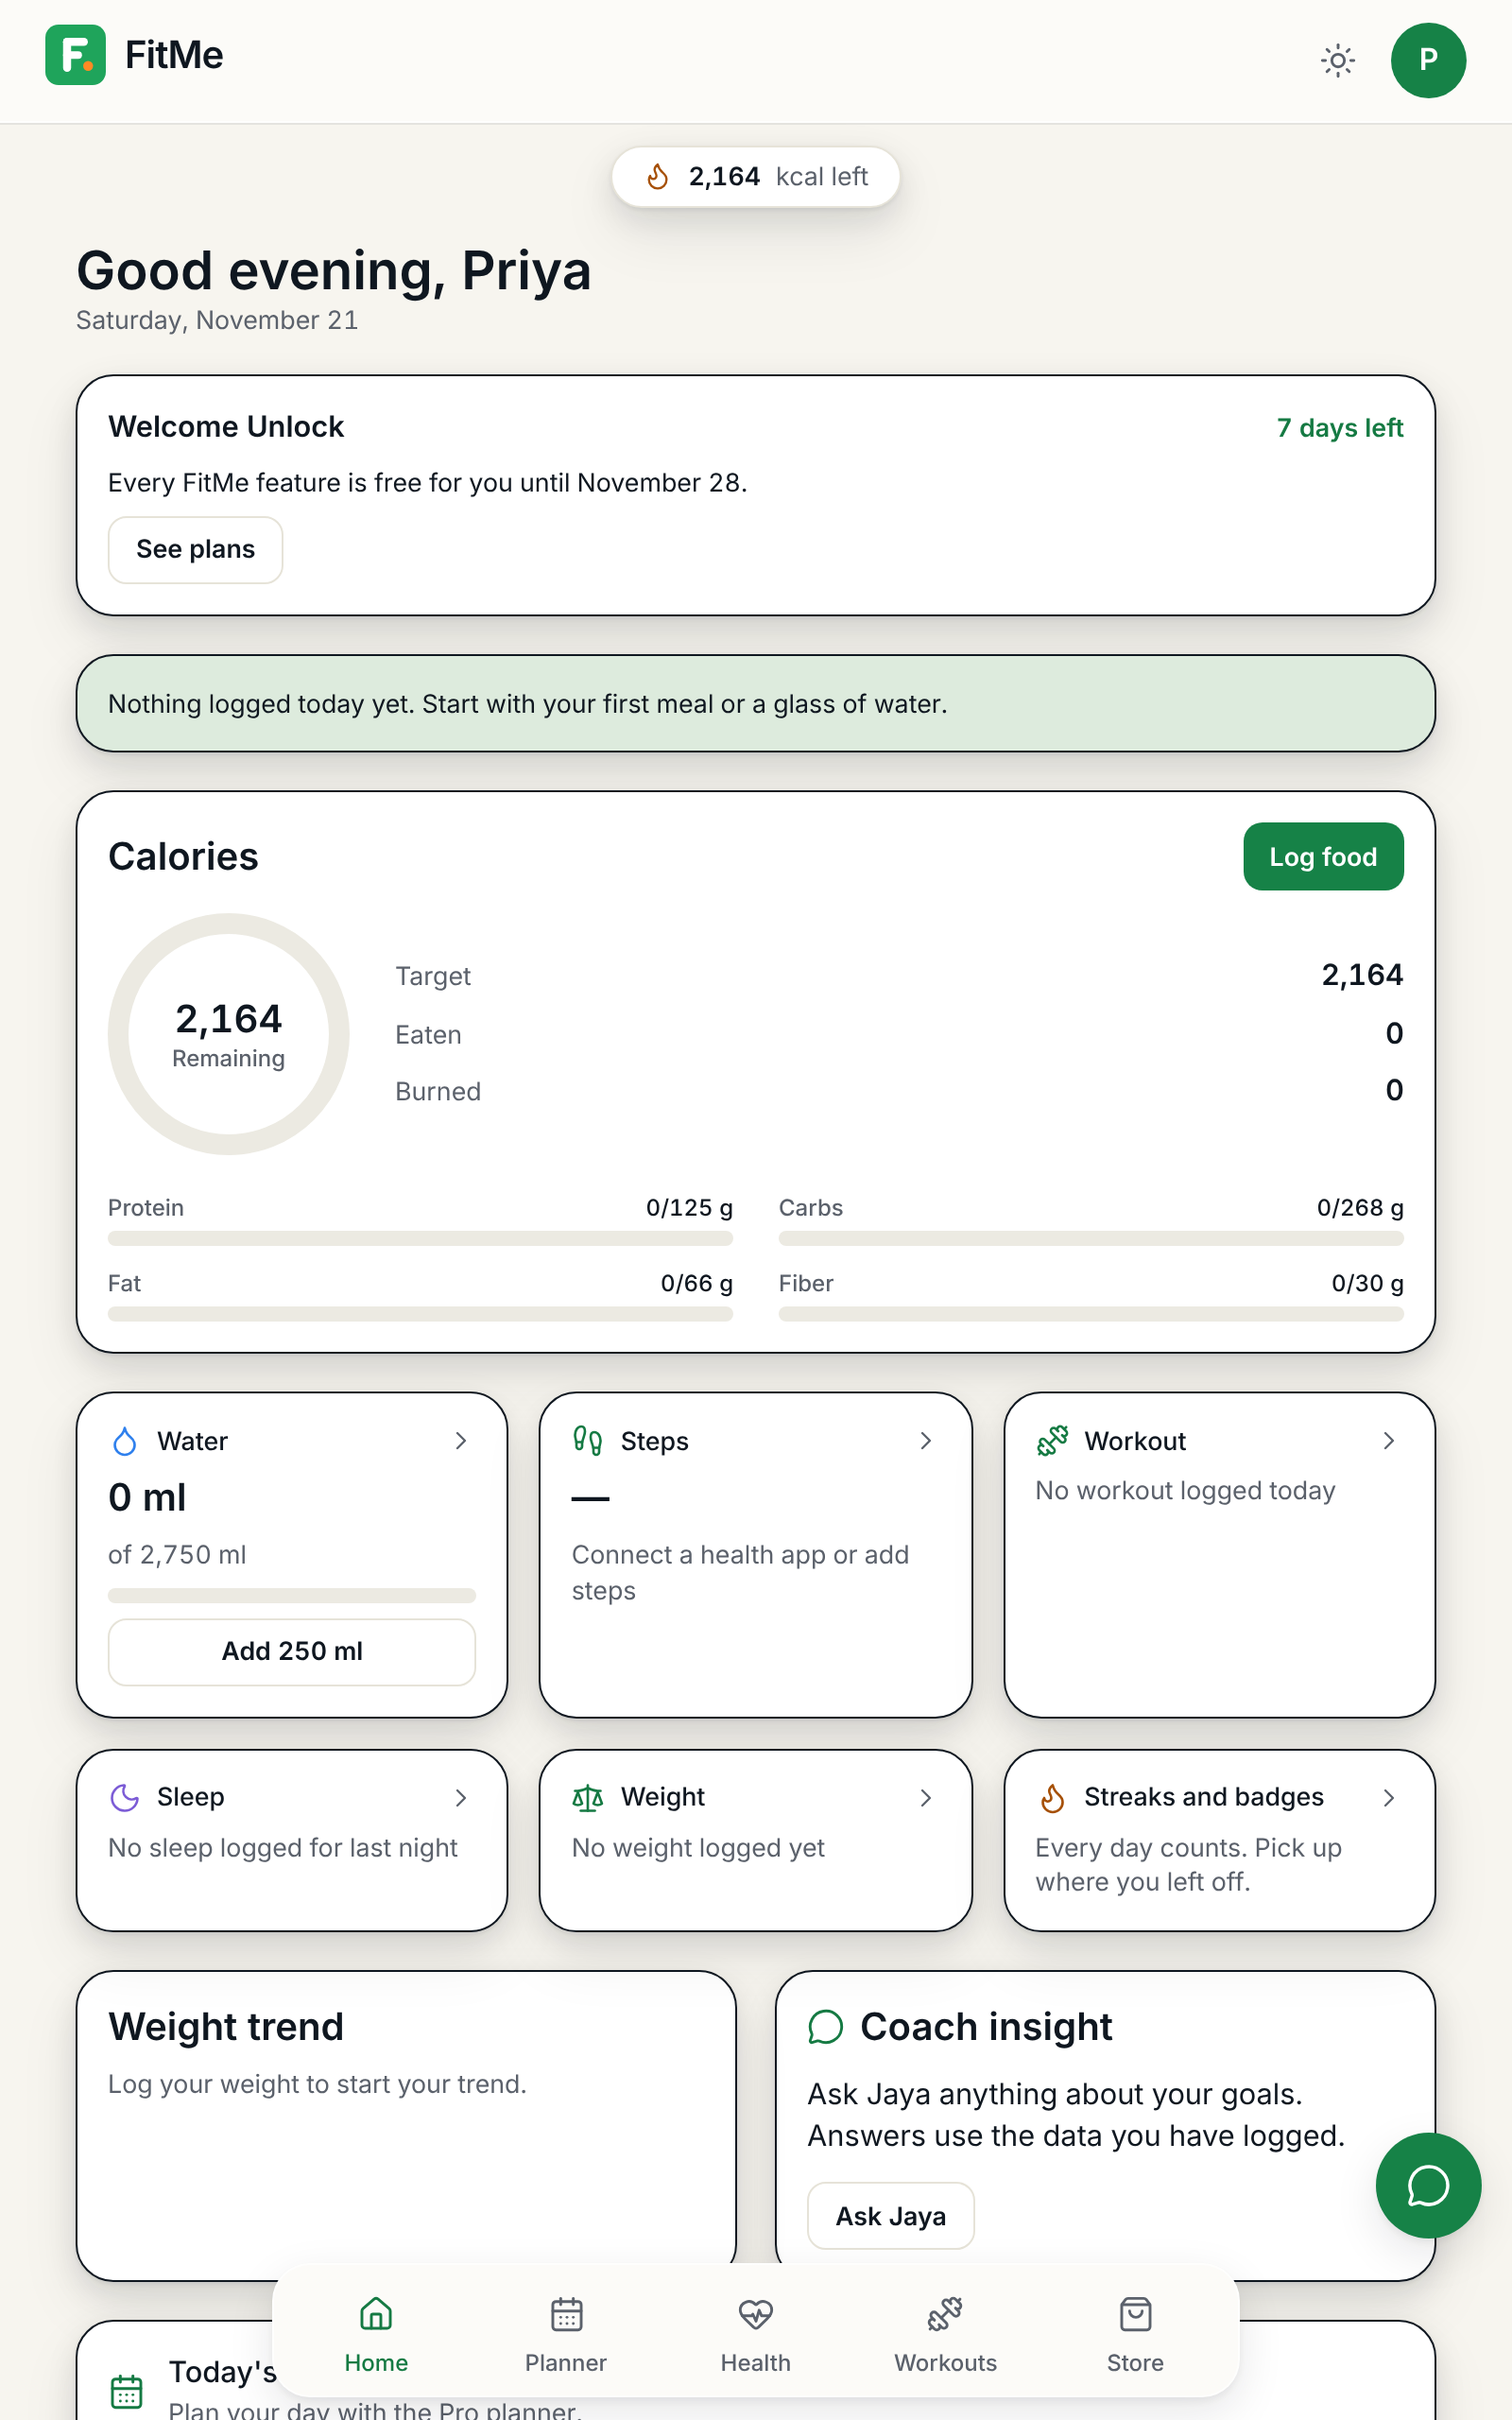 F.
FitMe
P
2,164 kcal left
Good evening, Priya
Saturday, November 21
Welcome Unlock
7 days left
Every FitMe feature is free for you until November 28.
See plans
Nothing logged today yet. Start with your first meal or a glass of water.
Calories
Log food
2,164
Remaining
Target
2,164
Eaten
0
Burned
0
Protein
0/125 g
Carbs
0/268 g
Fat
0/66 g
Fiber
0/30 g
Water
0 ml
of 2,750 ml
Add 250 ml
Steps
—
Connect a health app or add
steps
Workout
No workout logged today
Sleep
No sleep logged for last night
Weight
No weight logged yet
Streaks and badges
Every day counts. Pick up
where you left off.
Weight trend
Log your weight to start your trend.
Coach insight
Ask Jaya anything about your goals.
Answers use the data you have logged.
Ask Jaya
Today's
Plan your day with the Pro planner.
Home
Planner
Health
Workouts
Store